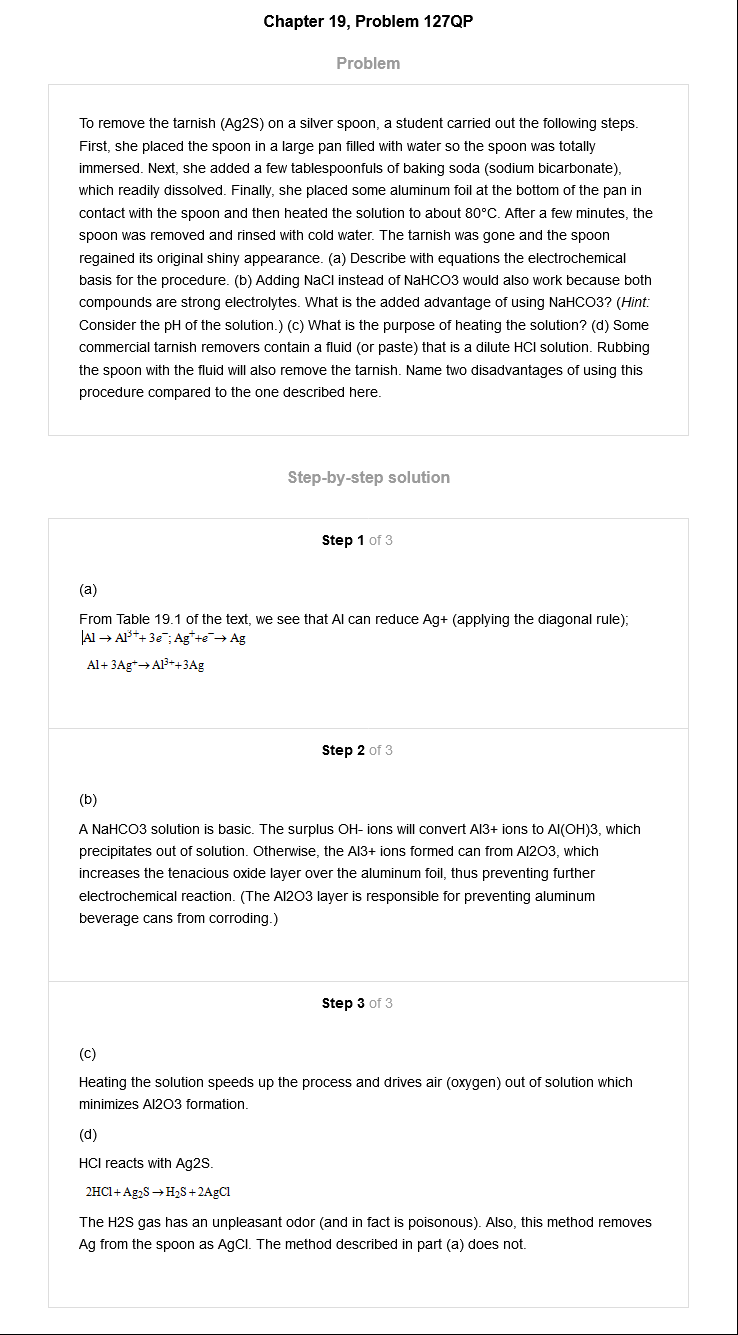 Chapter 19, Problem 127QP
Problem
To remove the tarnish (Ag2S) on a silver spoon, a student carried out the following steps.
First, she placed the spoon in a large pan filled with water so the spoon was totally
immersed. Next, she added a few tablespoonfuls of baking soda (sodium bicarbonate),
which readily dissolved. Finally, she placed some aluminum foil at the bottom of the pan in
contact with the spoon and then heated the solution to about 80°C. After a few minutes, the
spoon was removed and rinsed with cold water. The tarnish was gone and the spoon
regained its original shiny appearance. (a) Describe with equations the electrochemical
basis for the procedure. (b) Adding NaCl instead of NaHCO3 would also work because both
compounds are strong electrolytes. What is the added advantage of using NaHCO3? (Hint:
Consider the pH of the solution.) (c) What is the purpose of heating the solution? (d) Some
commercial tarnish removers contain a fluid (or paste) that is a dilute HCl solution. Rubbing
the spoon with the fluid will also remove the tarnish. Name two disadvantages of using this
procedure compared to the one described here.
Step-by-step solution
Step 1 of 3
(a)
From Table 19.1 of the text, we see that Al can reduce Ag+ (applying the diagonal rule);
Al → Al³⁺ + 3e⁻; Ag⁺+e⁻→ Ag
Al + 3Ag⁺→ Al³⁺+3Ag
Step 2 of 3
(b)
A NaHCO3 solution is basic. The surplus OH- ions will convert Al3+ ions to Al(OH)3, which
precipitates out of solution. Otherwise, the Al3+ ions formed can from Al2O3, which
increases the tenacious oxide layer over the aluminum foil, thus preventing further
electrochemical reaction. (The Al2O3 layer is responsible for preventing aluminum
beverage cans from corroding.)
Step 3 of 3
(c)
Heating the solution speeds up the process and drives air (oxygen) out of solution which
minimizes Al2O3 formation.
(d)
HCl reacts with Ag2S.
2HCl + Ag₂S → H₂S + 2AgCl
The H2S gas has an unpleasant odor (and in fact is poisonous). Also, this method removes
Ag from the spoon as AgCl. The method described in part (a) does not.